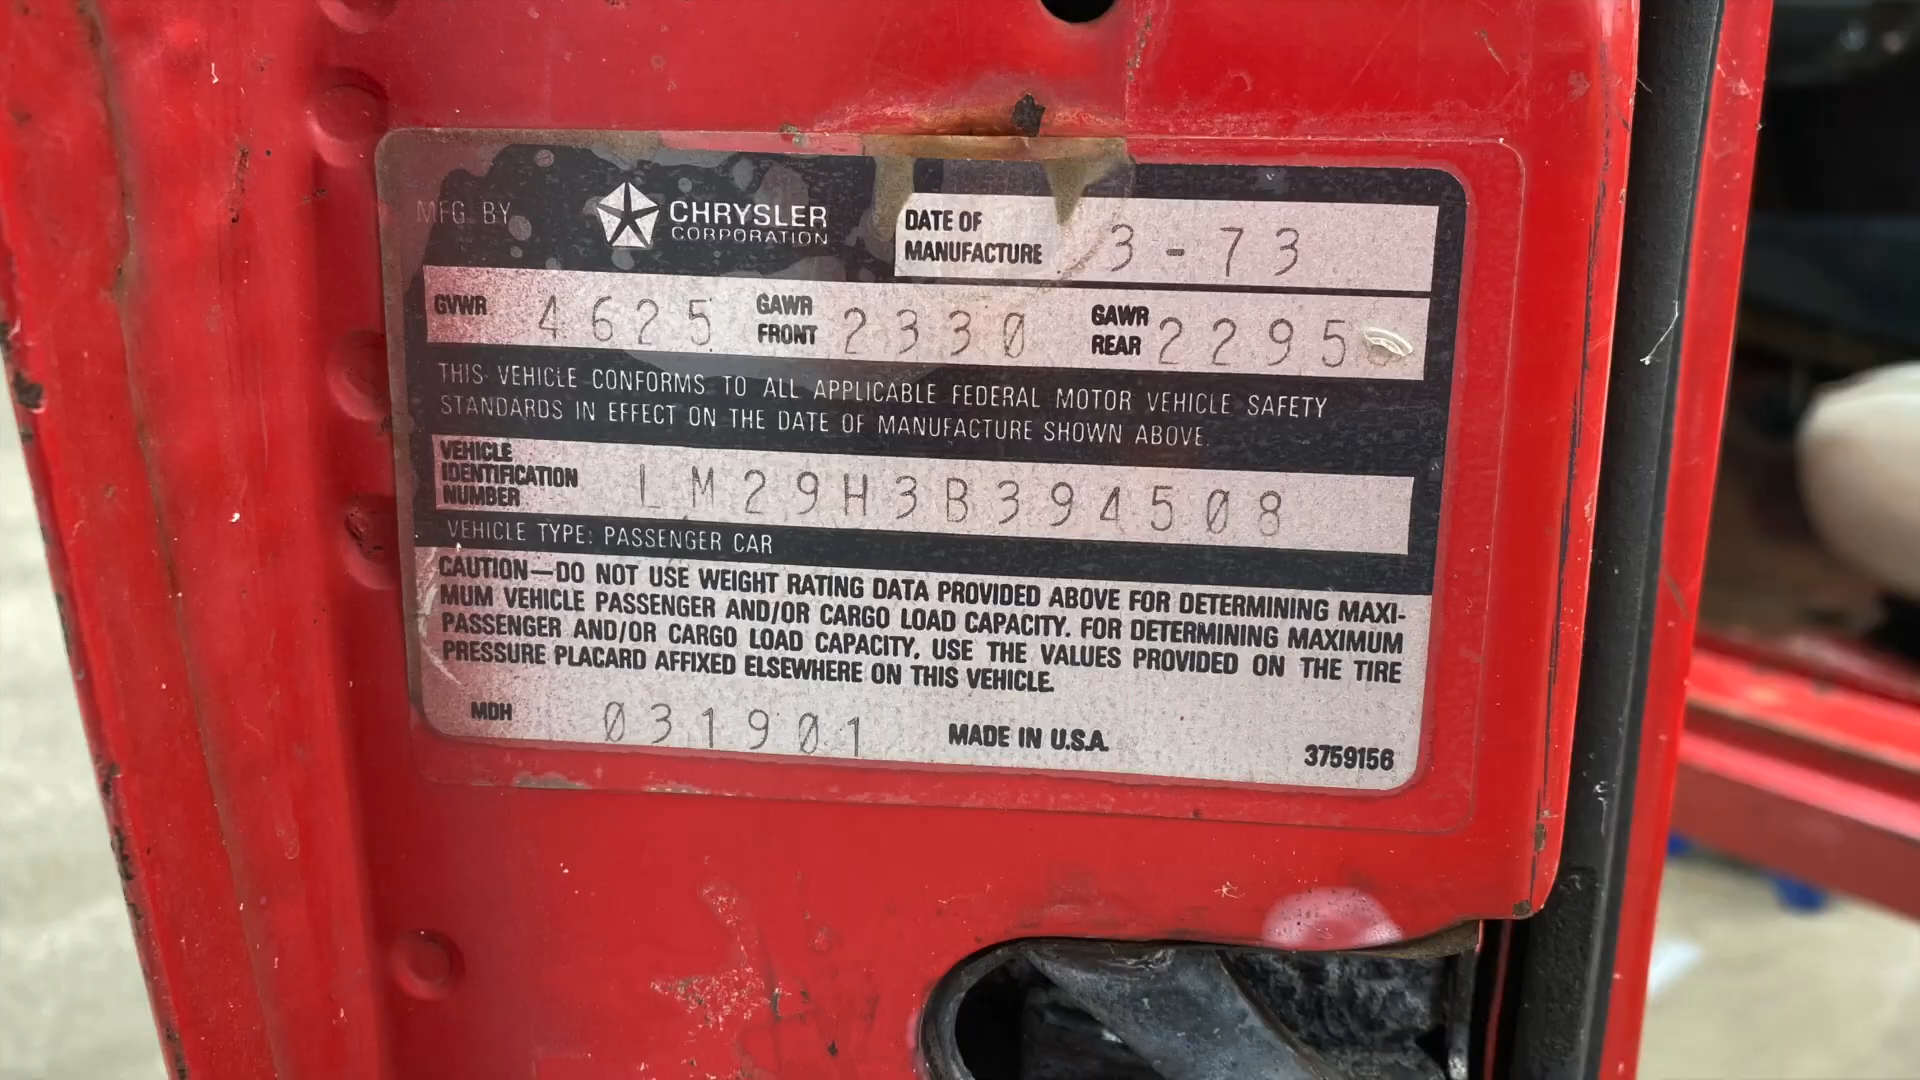 MFG. BY CHRYSLER CORPORATION
DATE OF MANUFACTURE 3-73
GVWR 4625 GAWR FRONT 2330 GAWR REAR 2295
THIS VEHICLE CONFORMS TO ALL APPLICABLE FEDERAL MOTOR VEHICLE SAFETY
STANDARDS IN EFFECT ON THE DATE OF MANUFACTURE SHOWN ABOVE.
VEHICLE IDENTIFICATION NUMBER LM29H3B394508
VEHICLE TYPE: PASSENGER CAR
CAUTION—DO NOT USE WEIGHT RATING DATA PROVIDED ABOVE FOR DETERMINING MAXI-
MUM VEHICLE PASSENGER AND/OR CARGO LOAD CAPACITY. FOR DETERMINING MAXIMUM
PASSENGER AND/OR CARGO LOAD CAPACITY, USE THE VALUES PROVIDED ON THE TIRE
PRESSURE PLACARD AFFIXED ELSEWHERE ON THIS VEHICLE.
MDH 031901 MADE IN U.S.A. 3759156